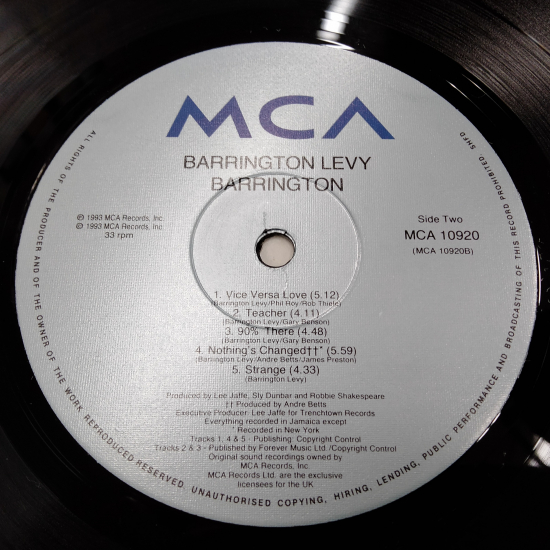 MCA
BARRINGTON LEVY
BARRINGTON
℗ 1993 MCA Records, Inc.
© 1993 MCA Records, Inc.
33 rpm
Side Two
MCA 10920
(MCA 10920B)
1. Vice Versa Love (5.12)
(Barrington Levy/Phil Roy/Rob Thiele)
2. Teacher (4.11)
(Barrington Levy/Gary Benson)
3. 90% There (4.48)
(Barrington Levy/Gary Benson)
4. Nothing's Changed††* (5.59)
(Barrington Levy/Andre Betts/James Preston)
5. Strange (4.33)
(Barrington Levy)
Produced by Lee Jaffe, Sly Dunbar and Robbie Shakespeare
†† Produced by Andre Betts
Executive Producer: Lee Jaffe for Trenchtown Records
Everything recorded in Jamaica except
* Recorded in New York
Tracks 1, 4 & 5 - Publishing: Copyright Control
Tracks 2 & 3 - Published by Forever Music Ltd./Copyright Control
Original sound recordings owned by
MCA Records, Inc.
MCA Records Ltd. are the exclusive
licensees for the UK
ALL RIGHTS OF THE PRODUCER AND OF THE OWNER OF THE WORK REPRODUCED RESERVED. UNAUTHORISED COPYING, HIRING, LENDING, PUBLIC PERFORMANCE AND BROADCASTING OF THIS RECORD PROHIBITED SHFD